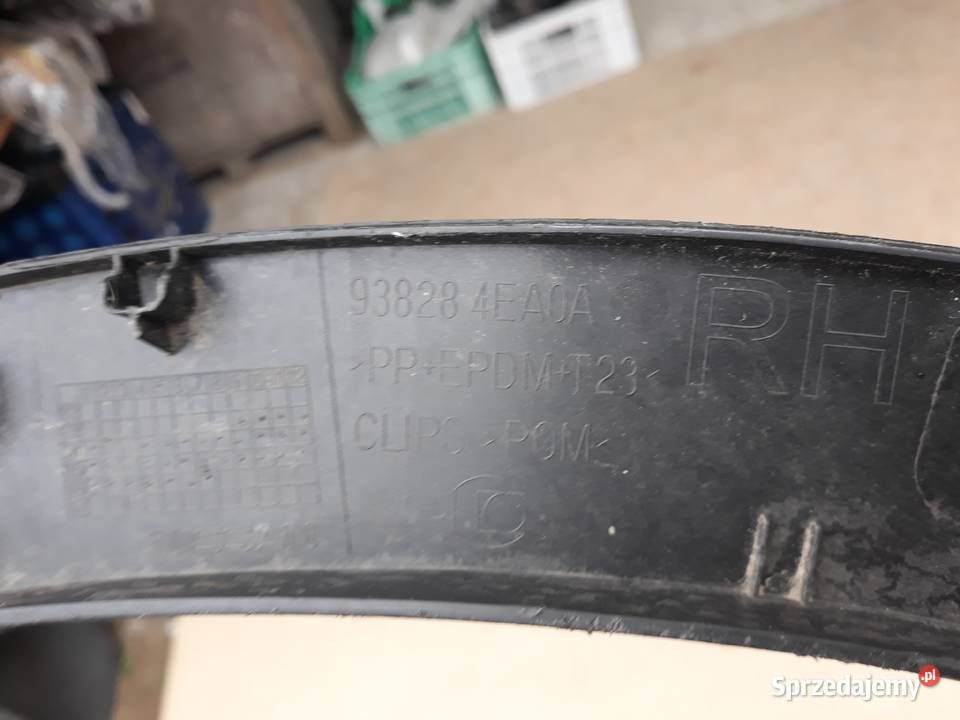 93828 4EA0A
>PP+EPDM+T23<
CLIPS >POM<
RH
Sprzedajemy.pl